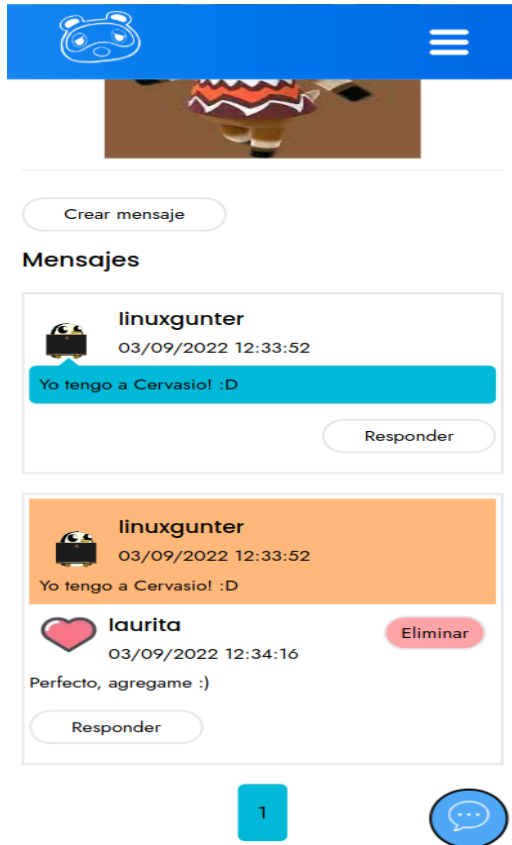 Crear mensaje
Mensajes
linuxgunter
03/09/2022 12:33:52
Yo tengo a Cervasio! :D
Responder
linuxgunter
03/09/2022 12:33:52
Yo tengo a Cervasio! :D
laurita
Eliminar
03/09/2022 12:34:16
Perfecto, agregame :)
Responder
1